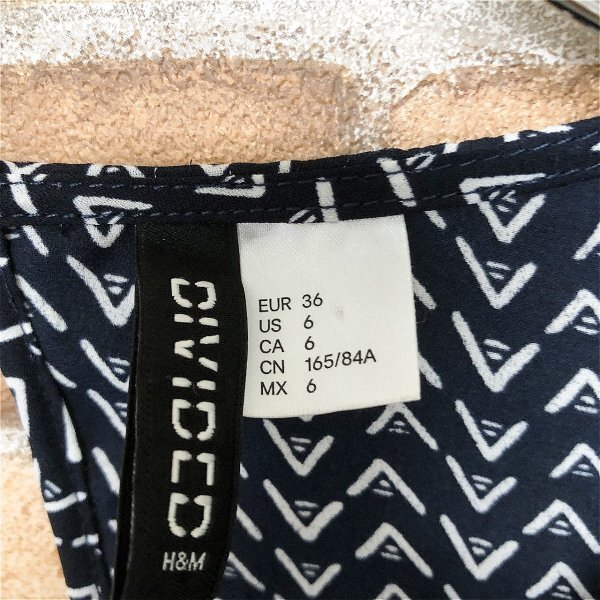 DIVIDED
H&M
EUR 36
US 6
CA 6
CN 165/84A
MX 6